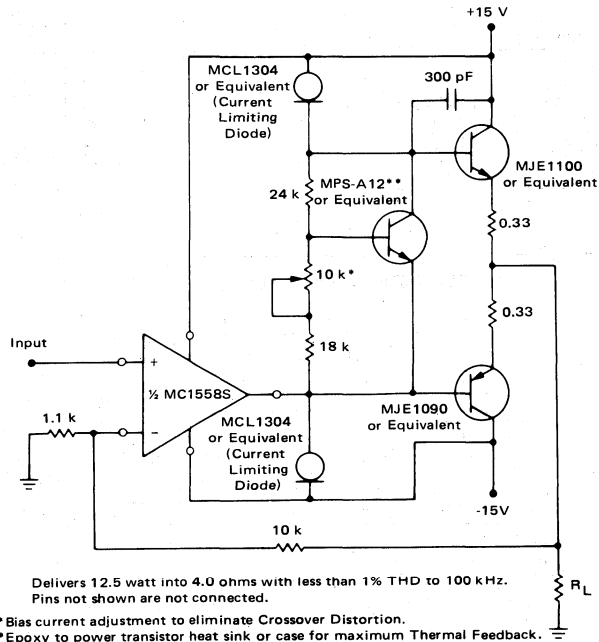 +15 V
MCL1304
or Equivalent
(Current
Limiting
Diode)
300 pF
MJE1100
or Equivalent
24 k
MPS-A12**
or Equivalent
0.33
10 k*
0.33
18 k
Input
+
½ MC1558S
-
1.1 k
MJE1090
or Equivalent
MCL1304
or Equivalent
(Current
Limiting
Diode)
-15V
10 k
RL
Delivers 12.5 watt into 4.0 ohms with less than 1% THD to 100 kHz.
Pins not shown are not connected.
*Bias current adjustment to eliminate Crossover Distortion.
*Epoxy to power transistor heat sink or case for maximum Thermal Feedback.